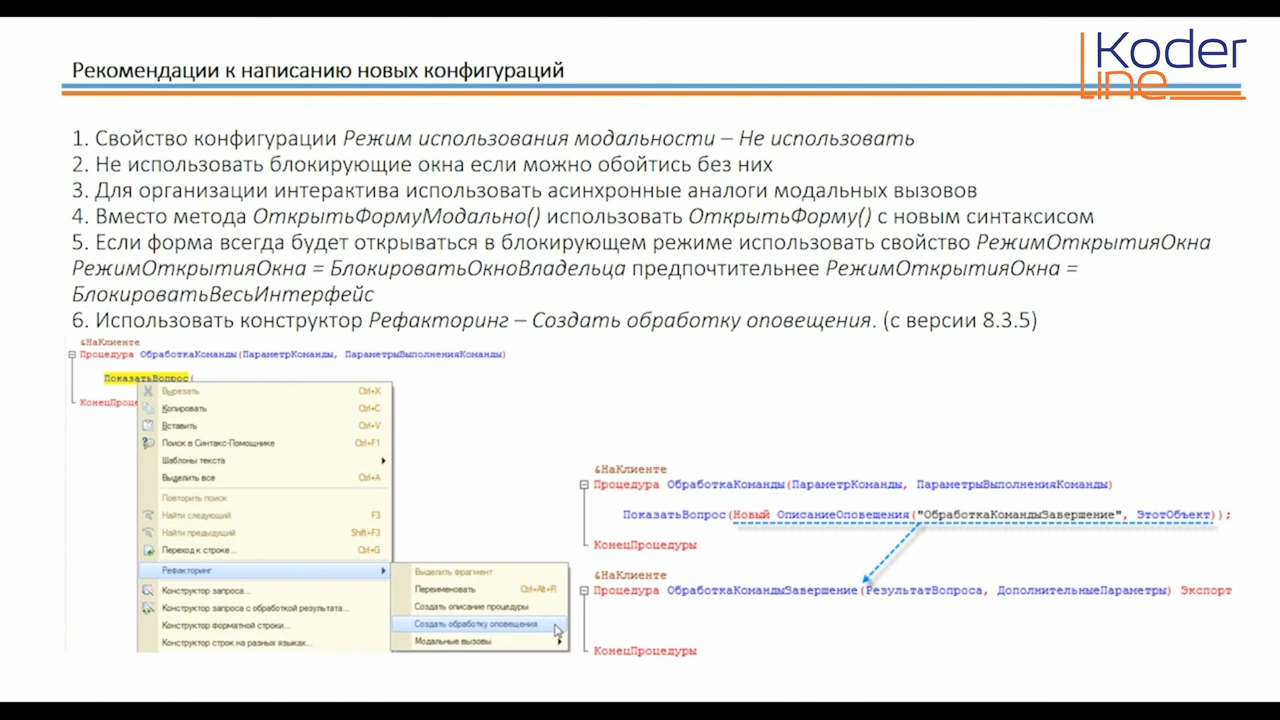 Koder
Line
Рекомендации к написанию новых конфигураций
1. Свойство конфигурации Режим использования модальности – Не использовать
2. Не использовать блокирующие окна если можно обойтись без них
3. Для организации интерактива использовать асинхронные аналоги модальных вызовов
4. Вместо метода ОткрытьФормуМодально() использовать ОткрытьФорму() с новым синтаксисом
5. Если форма всегда будет открываться в блокирующем режиме использовать свойство РежимОткрытияОкна
РежимОткрытияОкна = БлокироватьОкноВладельца предпочтительнее РежимОткрытияОкна =
БлокироватьВесьИнтерфейс
6. Использовать конструктор Рефакторинг – Создать обработку оповещения. (с версии 8.3.5)
&НаКлиенте
Процедура ОбработкаКоманды(ПараметрКоманды, ПараметрыВыполненияКоманды)
ПоказатьВопрос(
КонецПроце
Вырезать Ctrl+X
Копировать Ctrl+C
Вставить Ctrl+V
Поиск в Синтакс-Помощнике Ctrl+F1
Шаблоны текста
Выделить все Ctrl+A
Повторить поиск
Найти следующий F3
Найти предыдущий Shift+F3
Переход к строке... Ctrl+G
Рефакторинг
Конструктор запроса...
Конструктор запроса с обработкой результата...
Конструктор форматной строки...
Конструктор строк на разных языках...
Выделить фрагмент
Переименовать Ctrl+Alt+R
Создать описание процедуры
Создать обработку оповещения
Модальные вызовы
&НаКлиенте
Процедура ОбработкаКоманды(ПараметрКоманды, ПараметрыВыполненияКоманды)
ПоказатьВопрос(Новый ОписаниеОповещения("ОбработкаКомандыЗавершение", ЭтотОбъект));
КонецПроцедуры
&НаКлиенте
Процедура ОбработкаКомандыЗавершение(РезультатВопроса, ДополнительныеПараметры) Экспорт
КонецПроцедуры